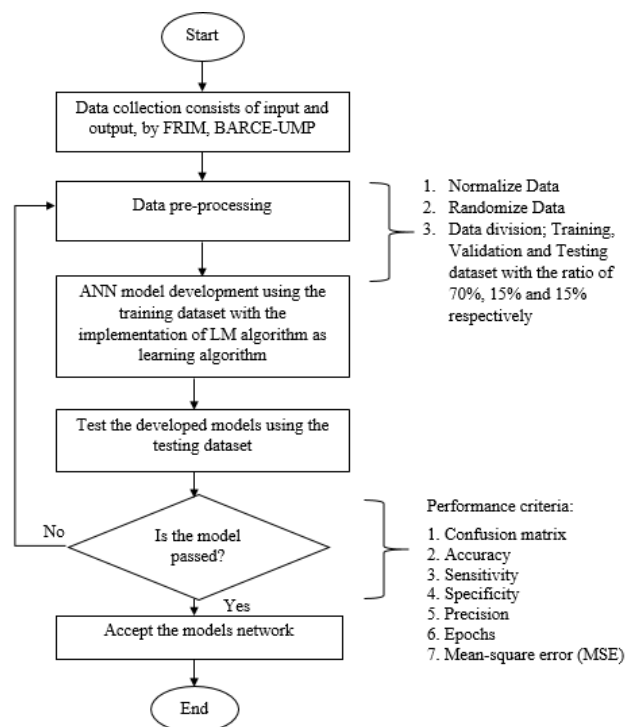 Start
Data collection consists of input and
output, by FRIM, BARCE-UMP
Data pre-processing
1. Normalize Data
2. Randomize Data
3. Data division; Training,
Validation and Testing
dataset with the ratio of
70%, 15% and 15%
respectively
ANN model development using the
training dataset with the
implementation of LM algorithm as
learning algorithm
Test the developed models using the
testing dataset
Is the model
passed?
No
Yes
Performance criteria:
1. Confusion matrix
2. Accuracy
3. Sensitivity
4. Specificity
5. Precision
6. Epochs
7. Mean-square error (MSE)
Accept the models network
End